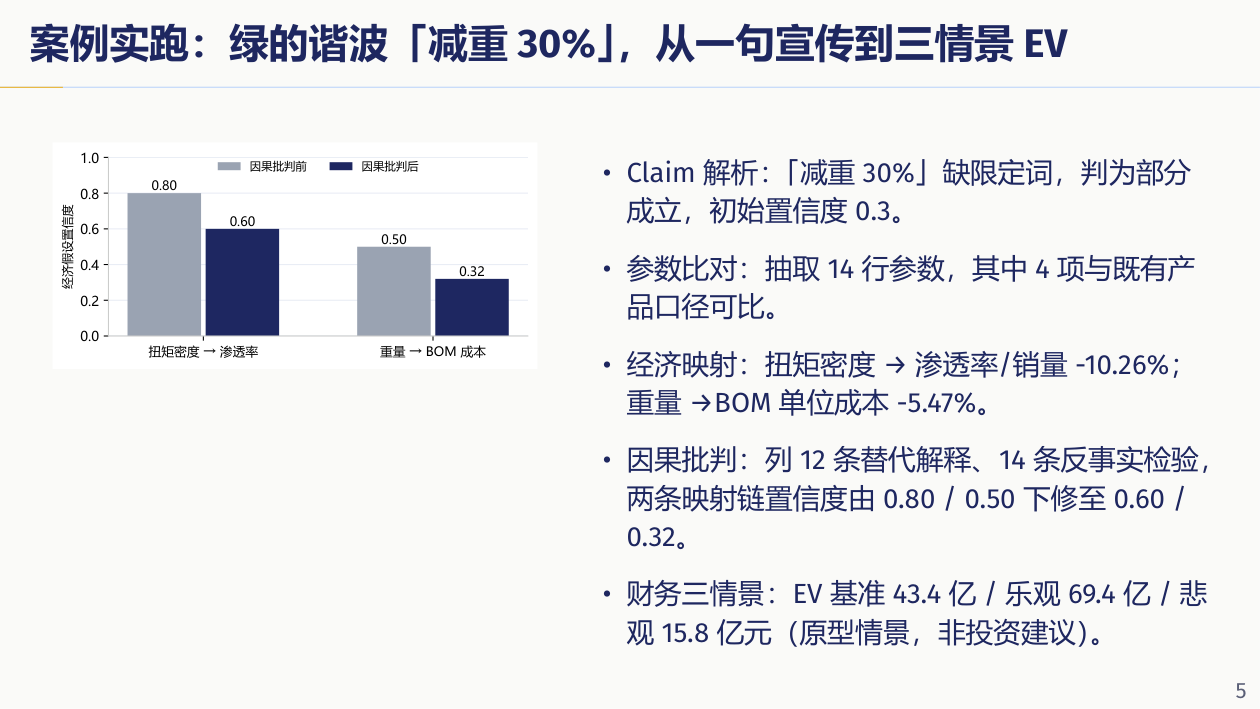 案例实跑：绿的谐波「减重 30%」，从一句宣传到三情景 EV
1.0
0.8
0.6
0.4
0.2
0.0
经济假设置信度
因果批判前
因果批判后
0.80
0.60
0.50
0.32
扭矩密度 → 渗透率
重量 → BOM 成本
• Claim 解析：「减重 30%」缺限定词，判为部分
成立，初始置信度 0.3。
• 参数比对：抽取 14 行参数，其中 4 项与既有产
品口径可比。
• 经济映射：扭矩密度 → 渗透率/销量 -10.26%；
重量 →BOM 单位成本 -5.47%。
• 因果批判：列 12 条替代解释、14 条反事实检验，
两条映射链置信度由 0.80 / 0.50 下修至 0.60 /
0.32。
• 财务三情景：EV 基准 43.4 亿 / 乐观 69.4 亿 / 悲
观 15.8 亿元（原型情景，非投资建议）。
5